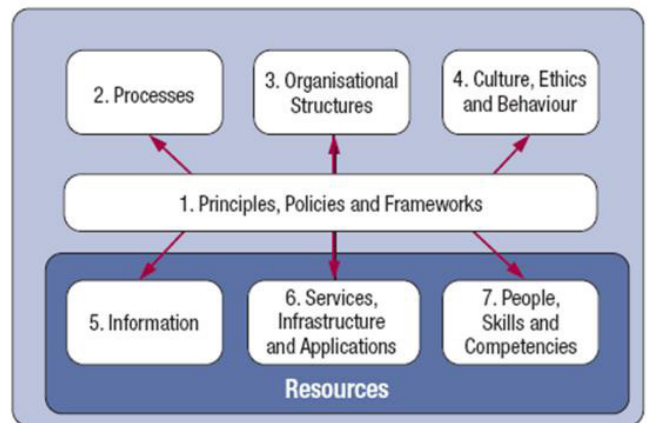 2. Processes
3. Organisational
Structures
4. Culture, Ethics
and Behaviour
1. Principles, Policies and Frameworks
5. Information
6. Services,
Infrastructure
and Applications
7. People,
Skills and
Competencies
Resources